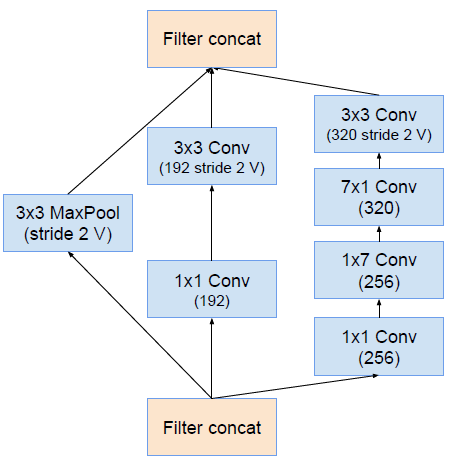 Filter concat
3x3 Conv
(320 stride 2 V)
3x3 Conv
(192 stride 2 V)
7x1 Conv
(320)
3x3 MaxPool
(stride 2 V)
1x7 Conv
(256)
1x1 Conv
(192)
1x1 Conv
(256)
Filter concat